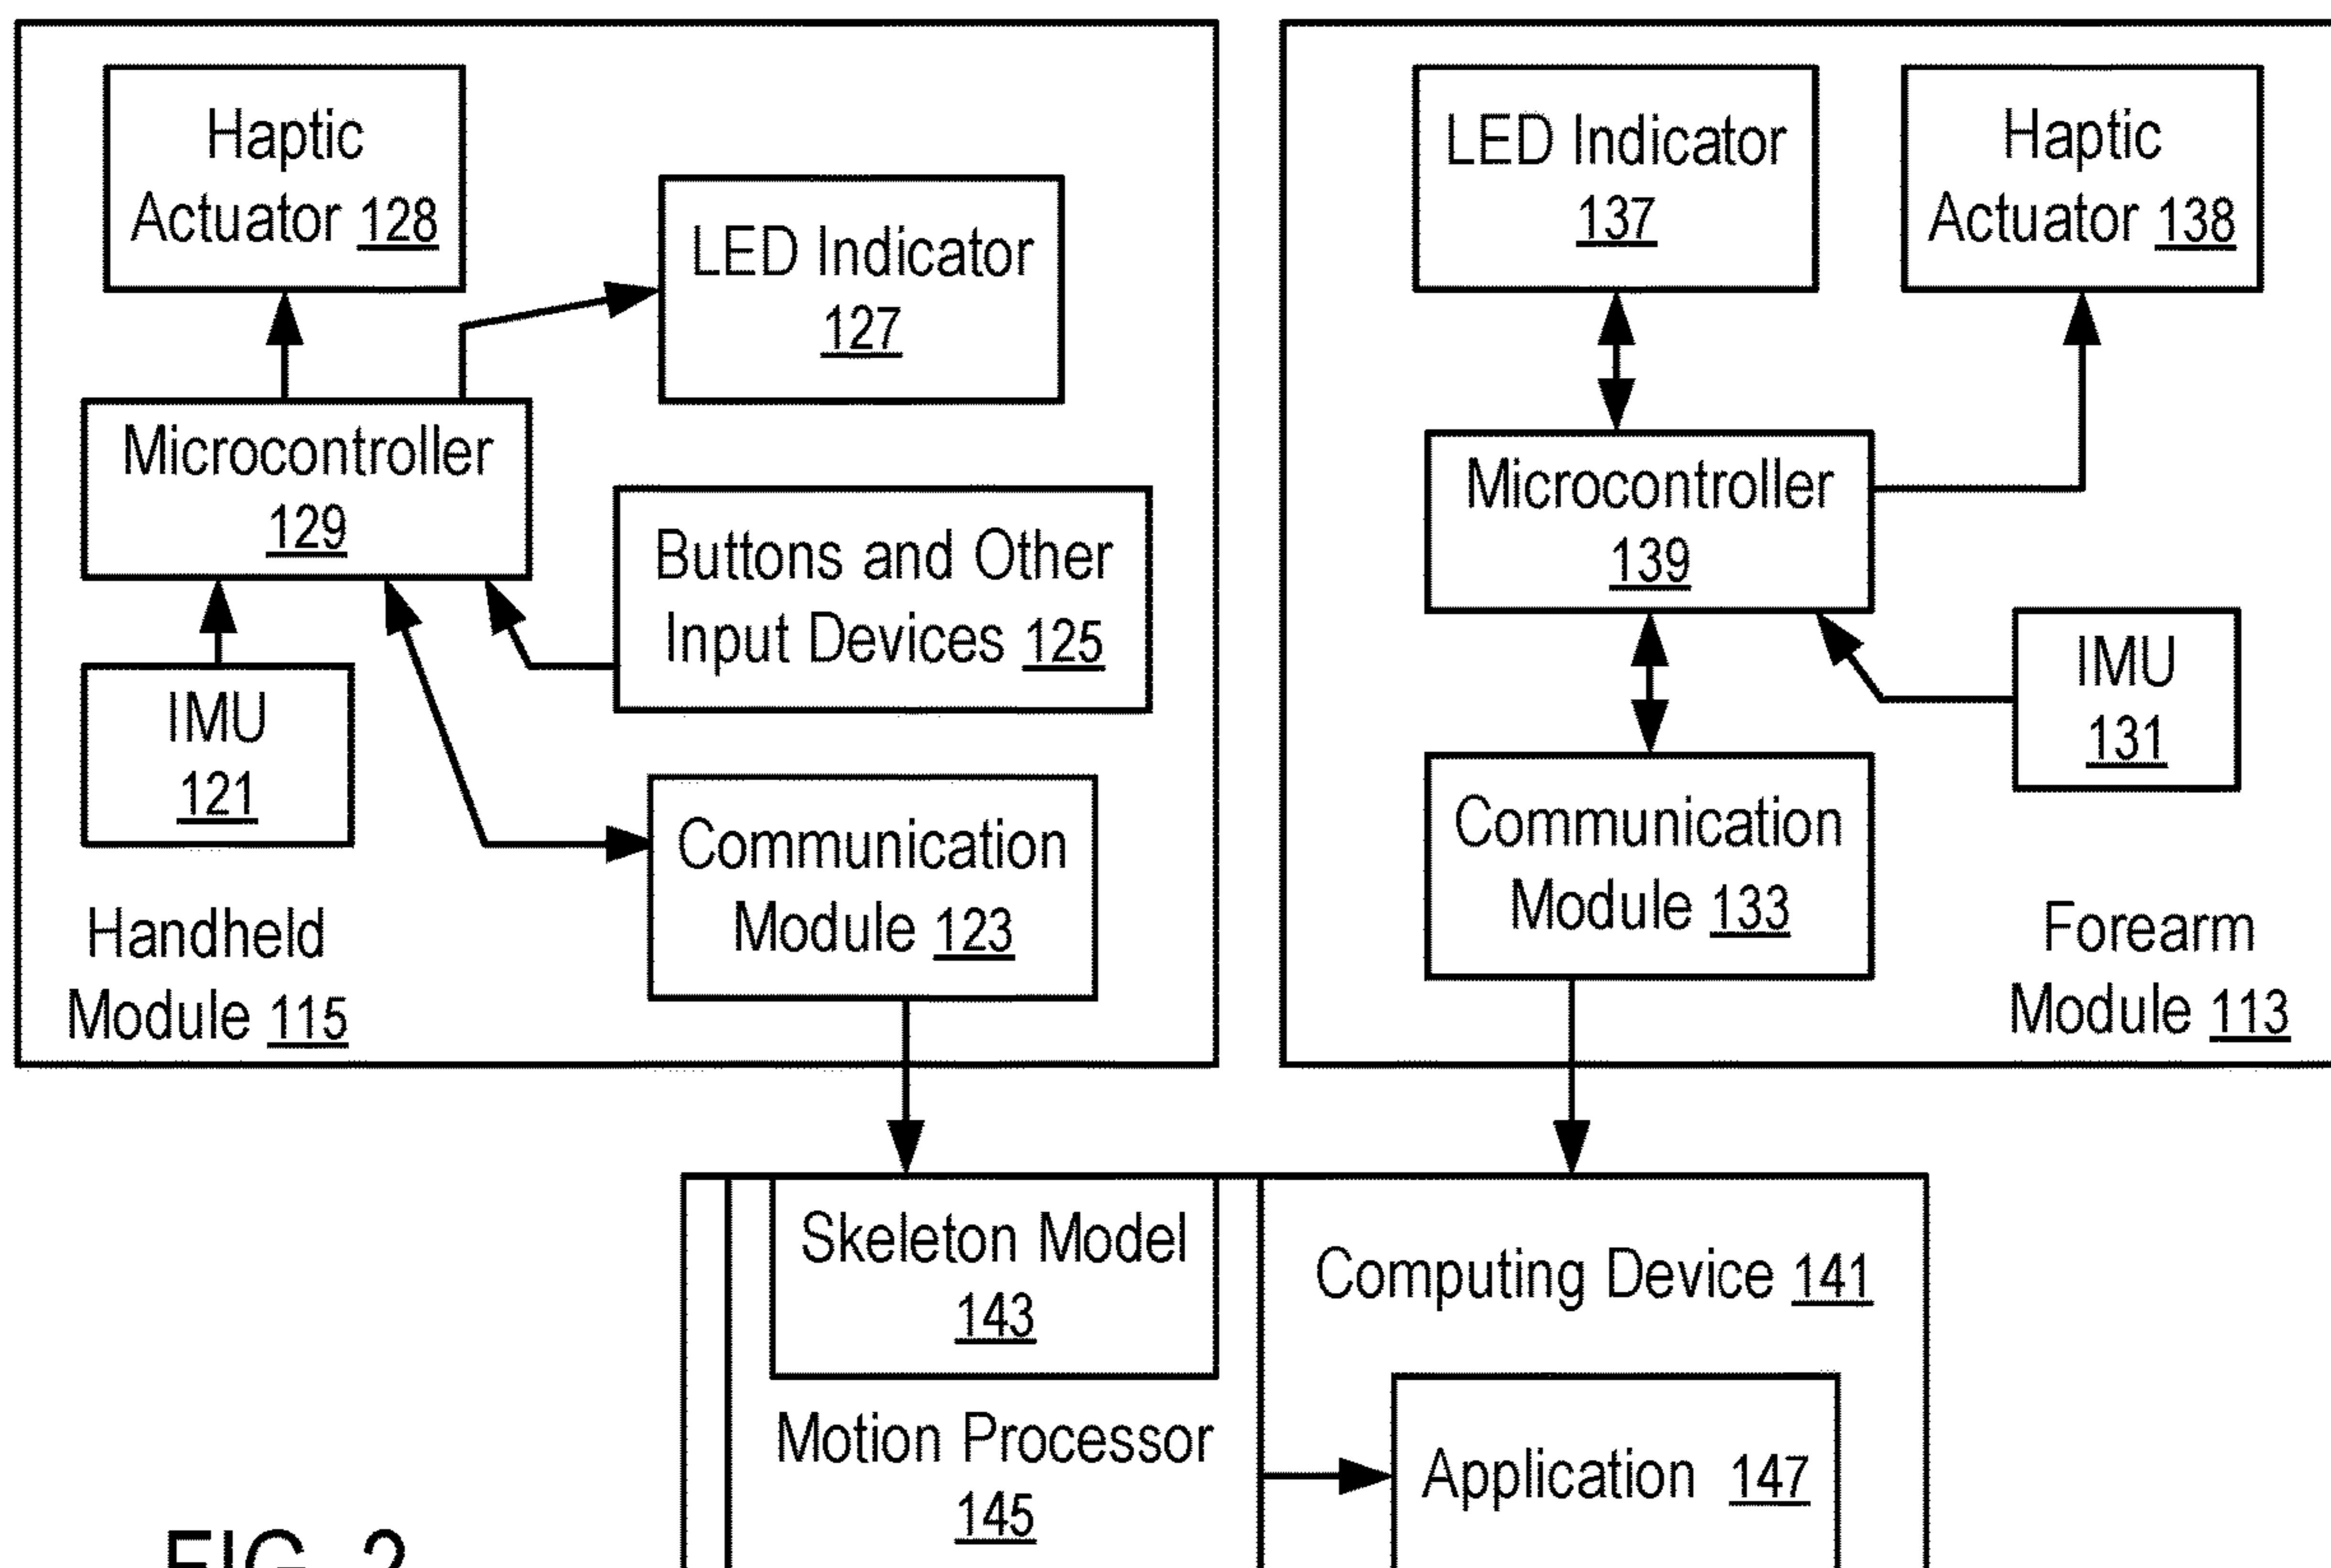 Haptic
Actuator 128
LED Indicator
127
Microcontroller
129
Buttons and Other
Input Devices 125
IMU
121
Communication
Module 123
Handheld
Module 115
LED Indicator
137
Haptic
Actuator 138
Microcontroller
139
IMU
131
Communication
Module 133
Forearm
Module 113
Skeleton Model
143
Motion Processor
145
Computing Device 141
Application 147
FIG. 2